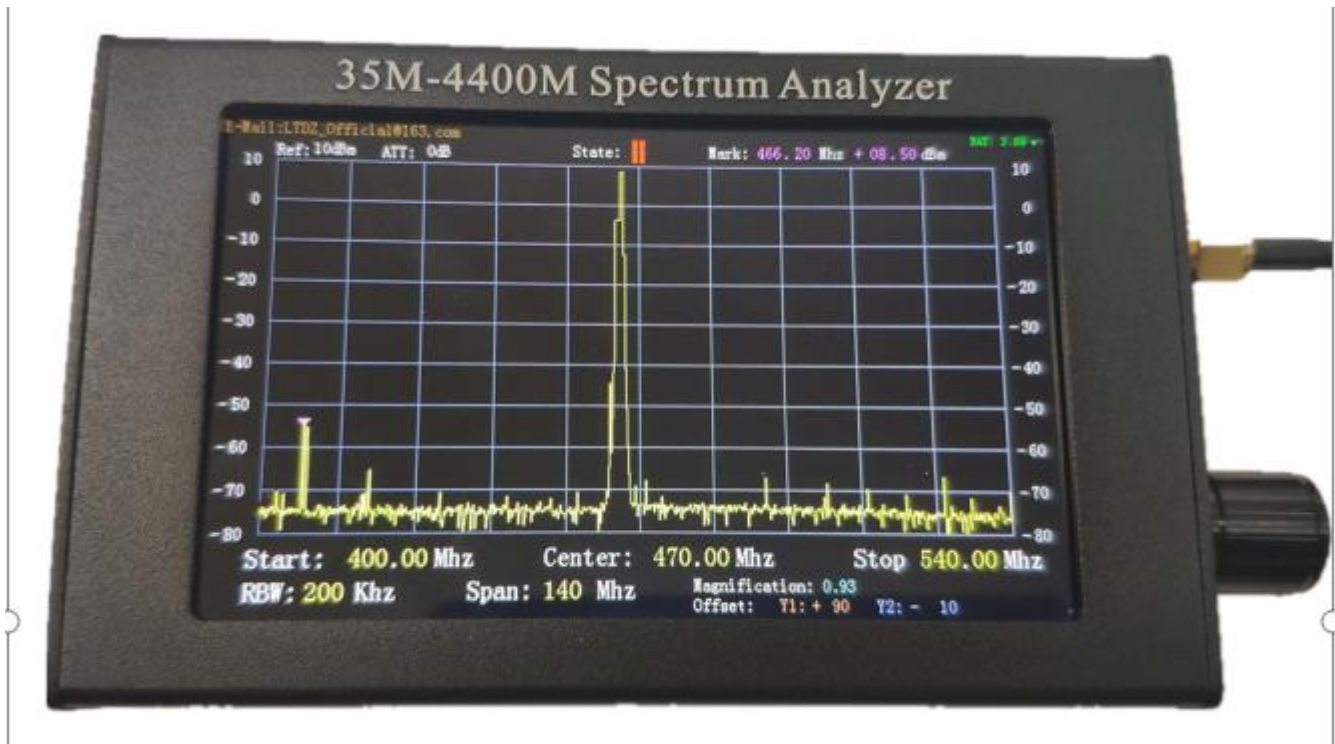 35M-4400M Spectrum Analyzer
E-Mail:LTDZ_Official@163.com
Ref:10dBm ATT: 0dB State: Mark: 466.20 Mhz + 08.50 dBm BAT:
10 10
0 0
-10 -10
-20 -20
-30 -30
-40 -40
-50 -50
-60 -60
-70 -70
-80 -80
Start: 400.00 Mhz Center: 470.00 Mhz Stop 540.00 Mhz
RBW: 200 Khz Span: 140 Mhz Magnification: 0.93
Offset: Y1: + 90 Y2: - 10